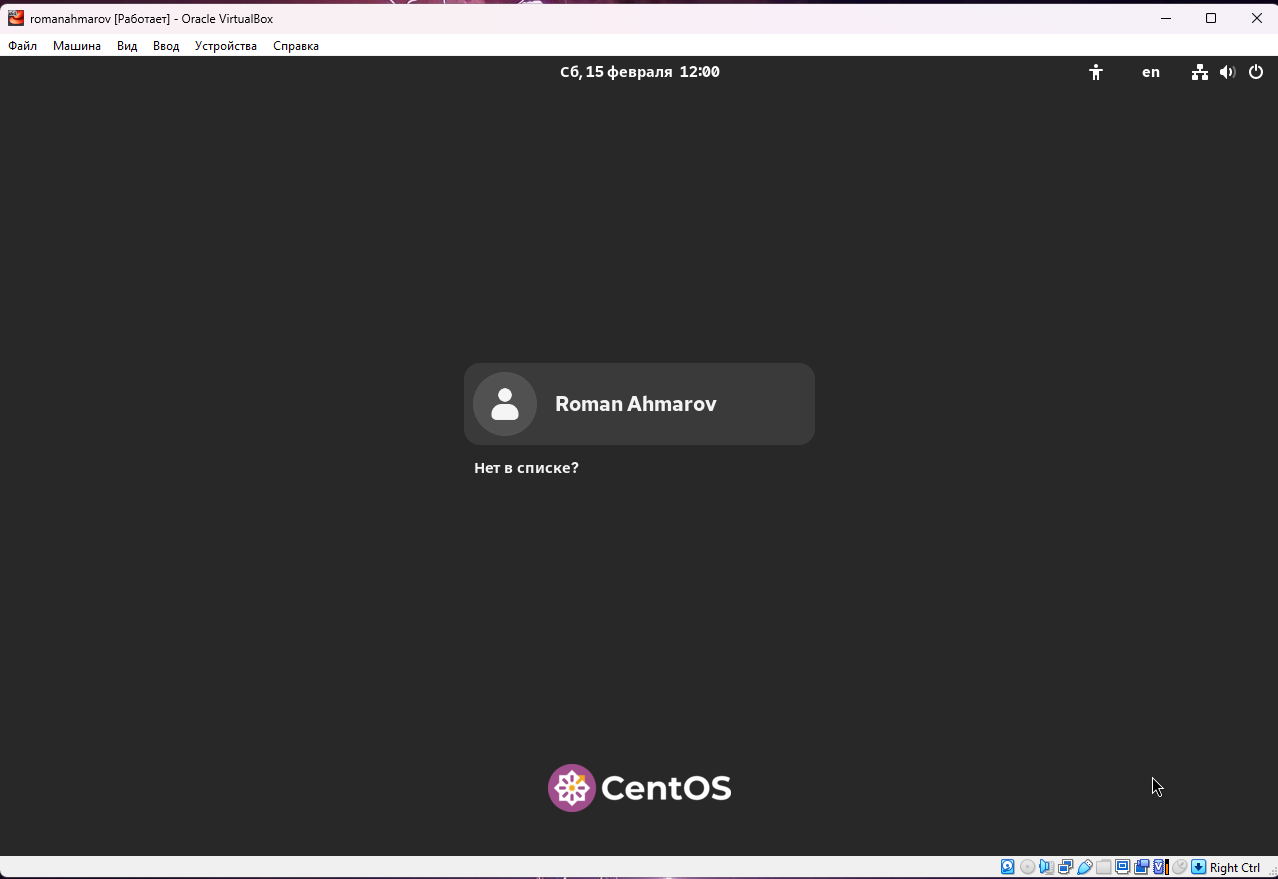 romanahmarov [Работает] - Oracle VirtualBox
Файл Машина Вид Ввод Устройства Справка
Сб, 15 февраля 12:00 en
Roman Ahmarov
Нет в списке?
CentOS
Right Ctrl